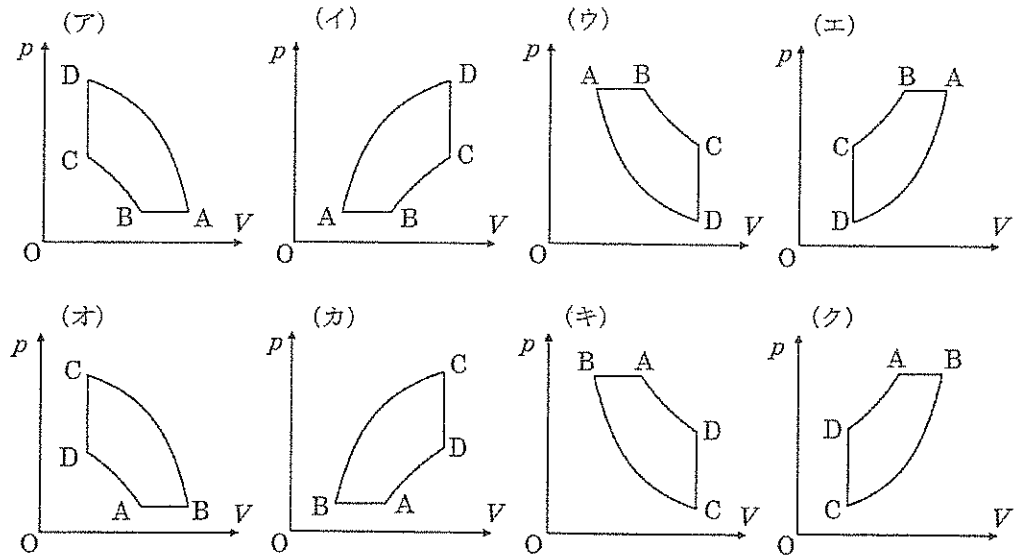 (ア) (イ) (ウ) (エ)
p D C B A V O
p D C A B V O
p A B C D V O
p B A C D V O
(オ) (カ) (キ) (ク)
p C D A B V O
p C D B A V O
p B A D C V O
p A B D C V O